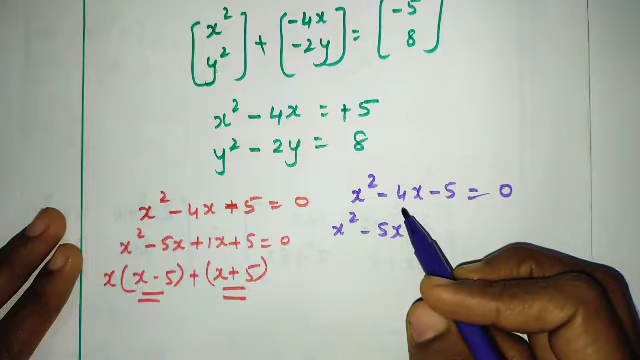 [x² y²] + [-4x -2y] = [-5 8]
x² - 4x = +5
y² - 2y = 8
x² - 4x + 5 = 0
x² - 5x + 1x + 5 = 0
x(x - 5) + (x + 5)
x² - 4x - 5 = 0
x² - 5x